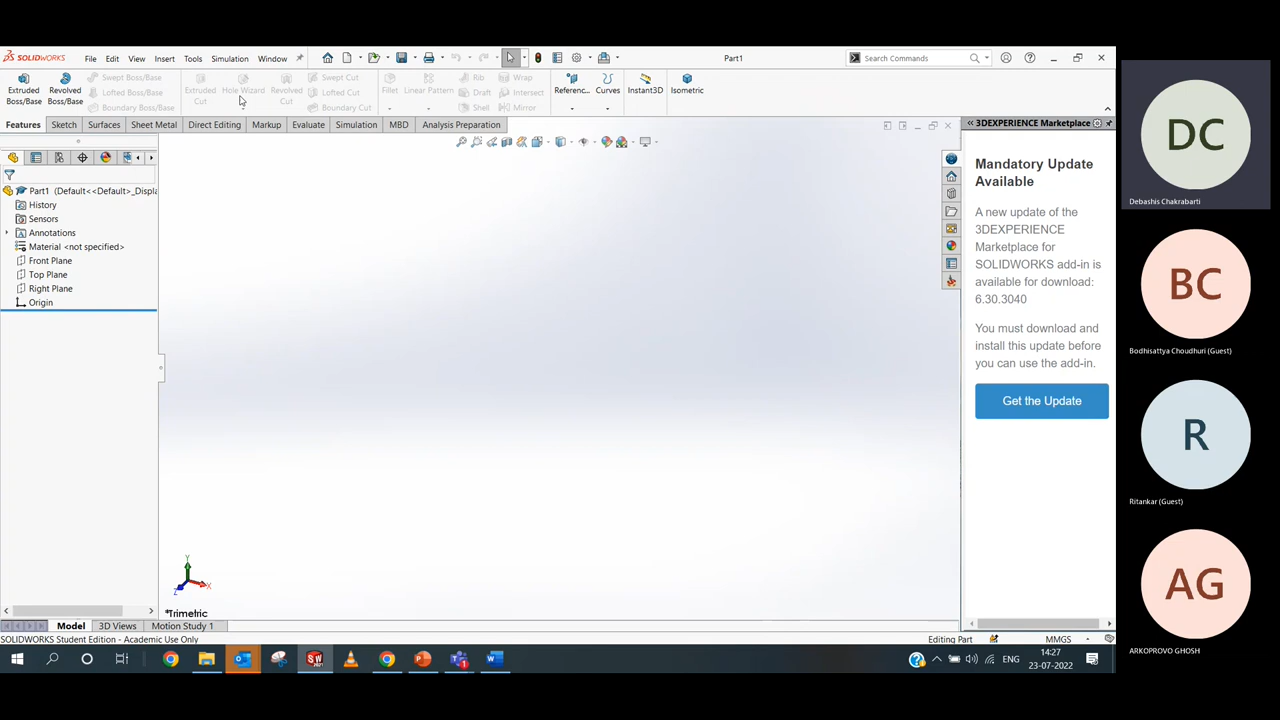 SOLIDWORKS File Edit View Insert Tools Simulation Window Part1 Search Commands
Extruded Boss/Base
Revolved Boss/Base
Swept Boss/Base
Lofted Boss/Base
Boundary Boss/Base
Extruded Cut
Hole Wizard
Revolved Cut
Swept Cut
Lofted Cut
Boundary Cut
Fillet
Linear Pattern
Rib
Draft
Shell
Wrap
Intersect
Mirror
Referenc...
Curves
Instant3D
Isometric
Features Sketch Surfaces Sheet Metal Direct Editing Markup Evaluate Simulation MBD Analysis Preparation
Part1 (Default<<Default>_Displa
History
Sensors
Annotations
Material <not specified>
Front Plane
Top Plane
Right Plane
Origin
Y
X
Z
*Trimetric
Model 3D Views Motion Study 1
SOLIDWORKS Student Edition - Academic Use Only
Editing Part
MMGS
3DEXPERIENCE Marketplace
Mandatory Update
Available
A new update of the
3DEXPERIENCE
Marketplace for
SOLIDWORKS add-in is
available for download:
6.30.3040
You must download and
install this update before
you can use the add-in.
Get the Update
ENG
14:27
23-07-2022
DC
Debashis Chakrabarti
BC
Bodhisattya Choudhuri (Guest)
R
Ritankar (Guest)
AG
ARKOPROVO GHOSH